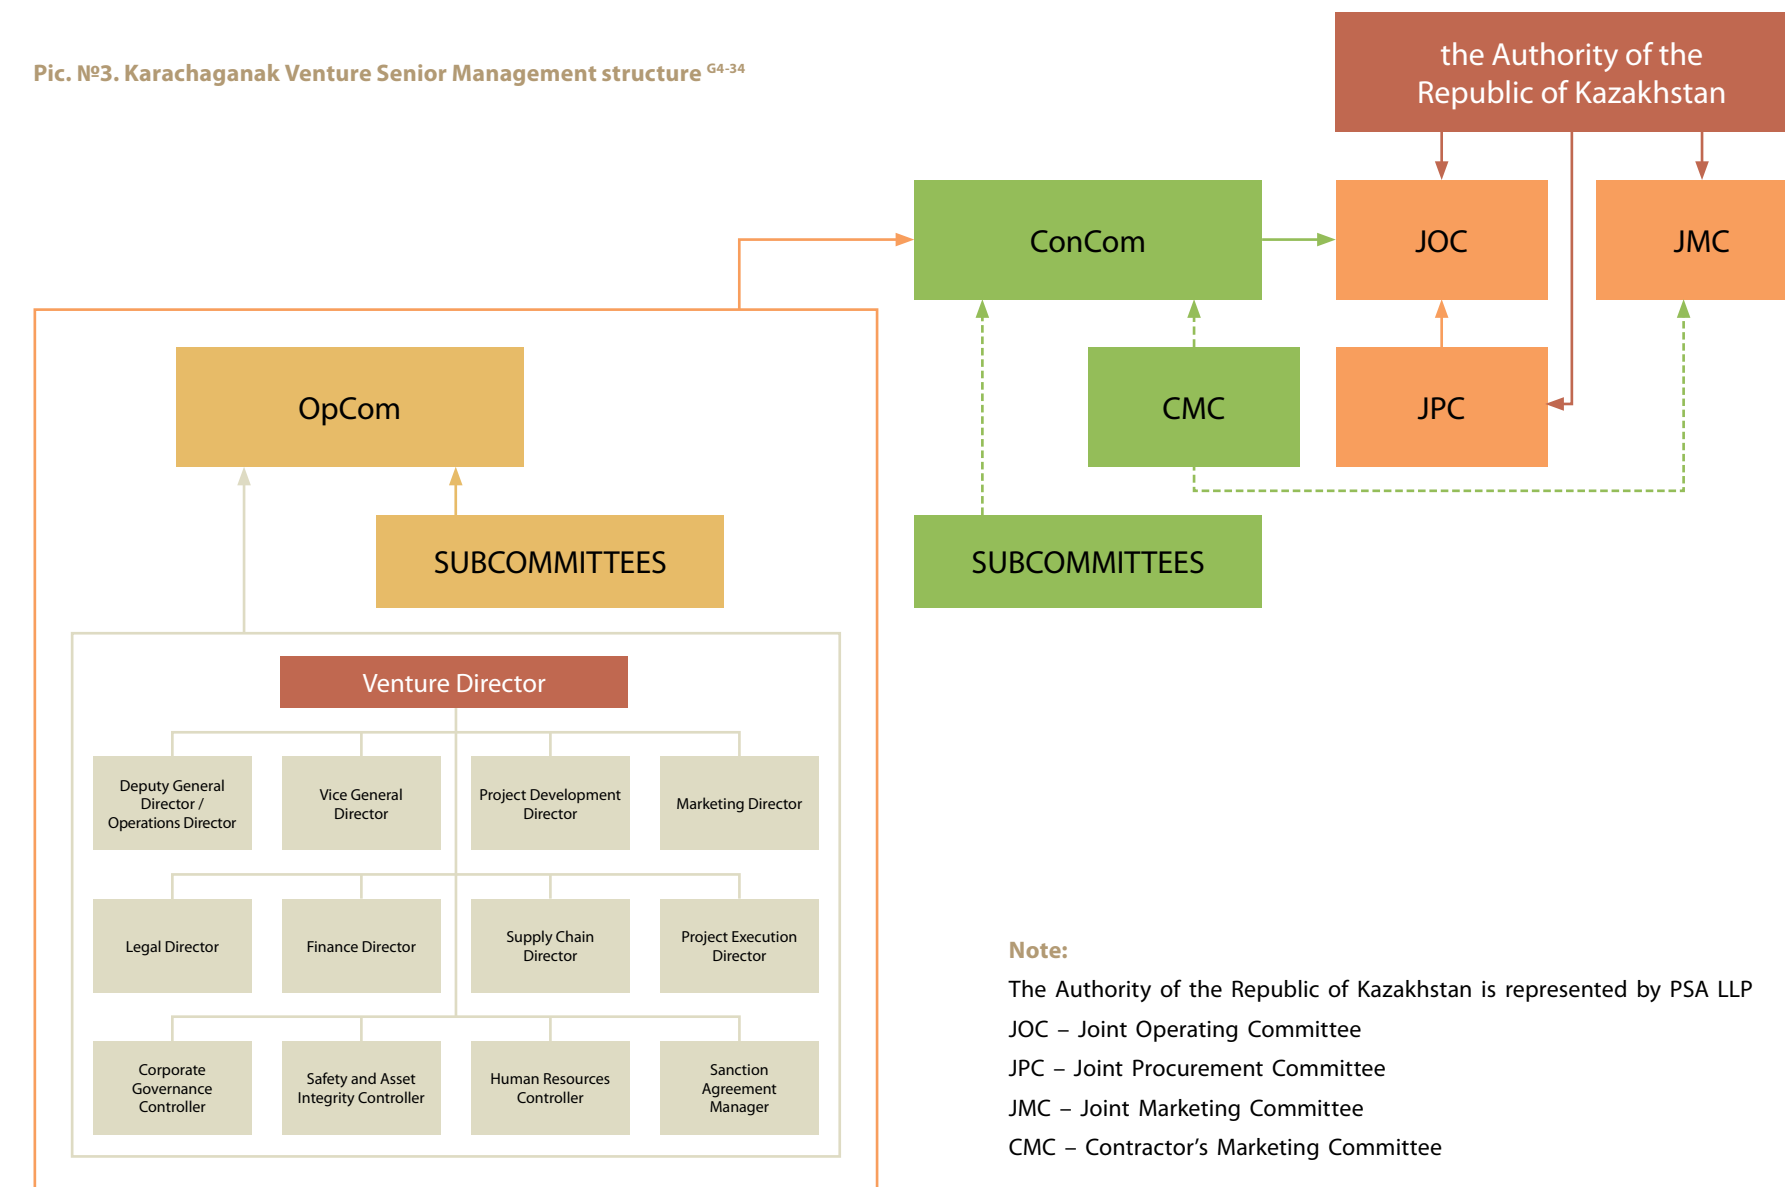 Pic. №3. Karachaganak Venture Senior Management structure G4-34
the Authority of the
Republic of Kazakhstan
ConCom
JOC
JMC
OpCom
CMC
JPC
SUBCOMMITTEES
SUBCOMMITTEES
Venture Director
Deputy General
Director /
Operations Director
Vice General
Director
Project Development
Director
Marketing Director
Legal Director
Finance Director
Supply Chain
Director
Project Execution
Director
Corporate
Governance
Controller
Safety and Asset
Integrity Controller
Human Resources
Controller
Sanction
Agreement
Manager
Note:
The Authority of the Republic of Kazakhstan is represented by PSA LLP
JOC – Joint Operating Committee
JPC – Joint Procurement Committee
JMC – Joint Marketing Committee
CMC – Contractor’s Marketing Committee